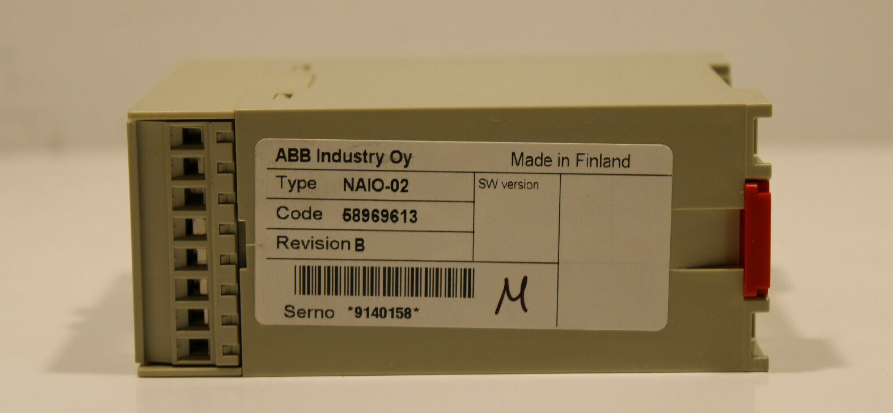 ABB Industry Oy Made in Finland
Type NAIO-02 SW version
Code 58969613
Revision B
Serno *9140158*
M